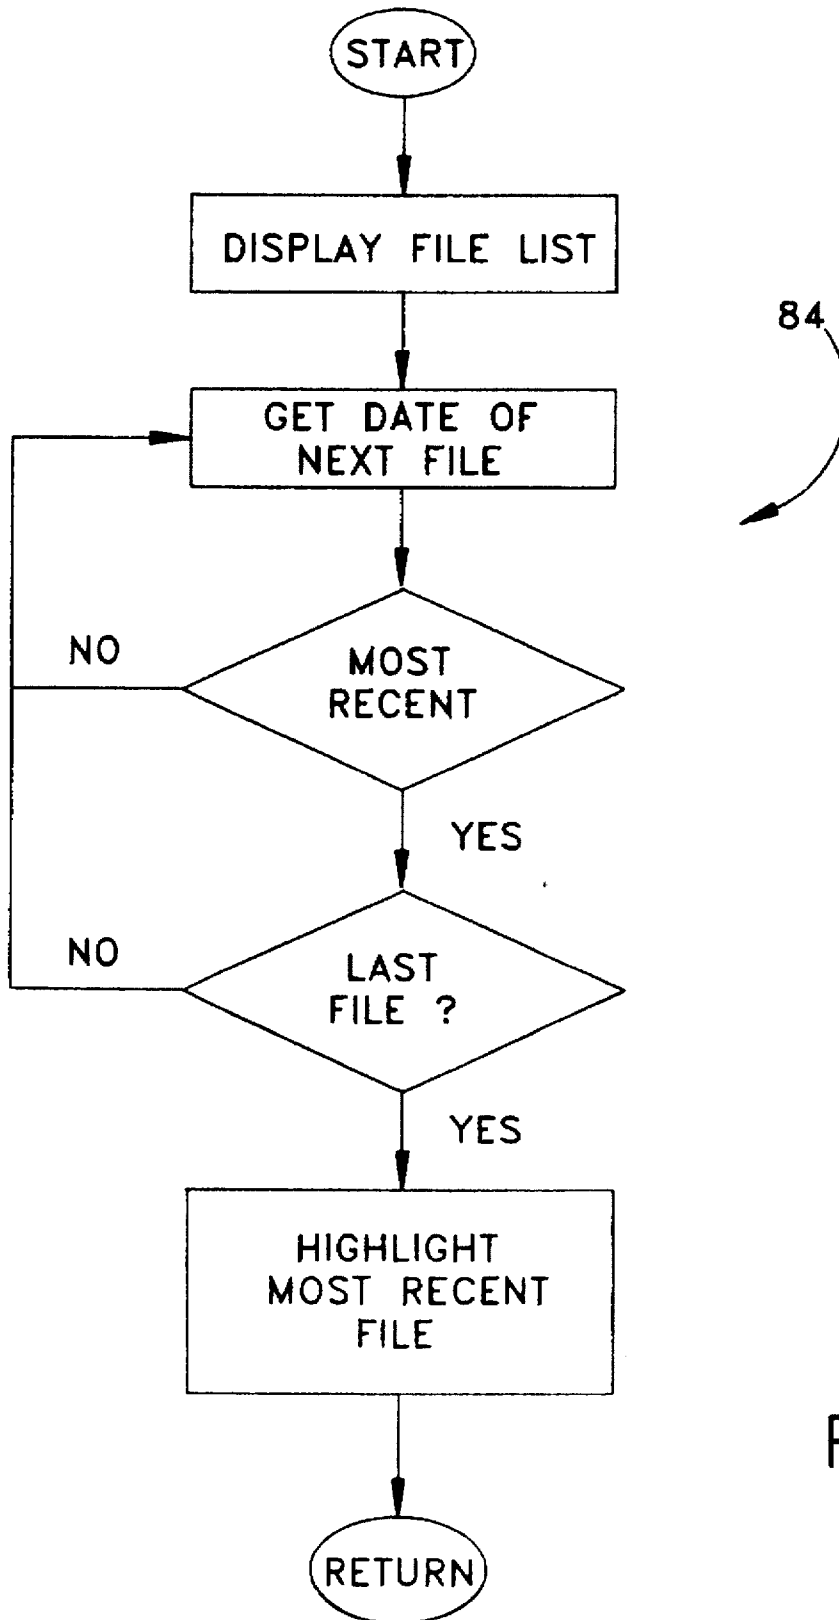 START
DISPLAY FILE LIST
84
GET DATE OF
NEXT FILE
NO
MOST
RECENT
YES
NO
LAST
FILE ?
YES
HIGHLIGHT
MOST RECENT
FILE
RETURN